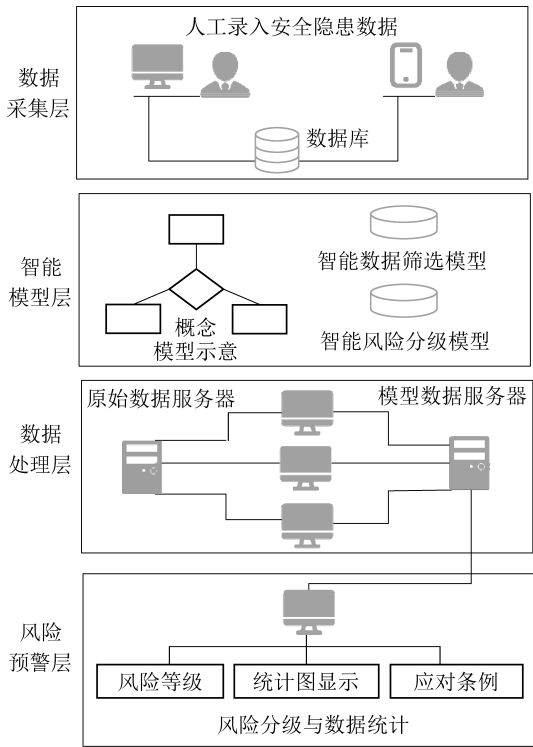 人工录入安全隐患数据
数据
采集层
数据库
智能
模型层
智能数据筛选模型
概念
模型示意
智能风险分级模型
原始数据服务器
模型数据服务器
数据
处理层
风险
预警层
风险等级
统计图显示
应对条例
风险分级与数据统计